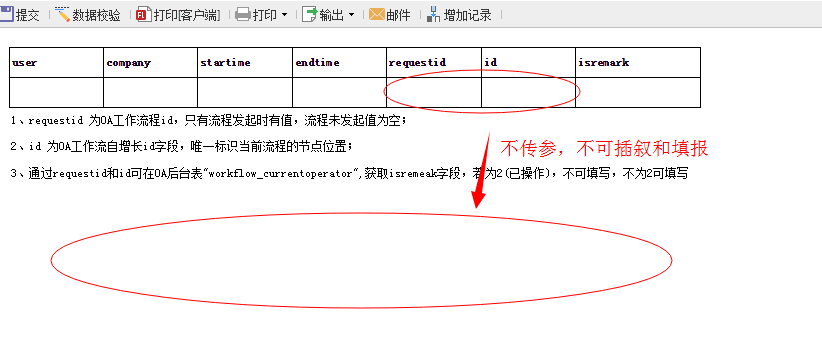 提交 数据校验 打印[客户端] 打印 输出 邮件 增加记录
user company startime endtime requestid id isremark
1、requestid 为OA工作流程id，只有流程发起时有值，流程未发起值为空；
2、id 为OA工作流自增长id字段，唯一标识当前流程的节点位置；
不传参，不可插叙和填报
3、通过requestid和id可在OA后台表"workflow_currentoperator",获取isremeak字段，若为2(已操作)，不可填写，不为2可填写